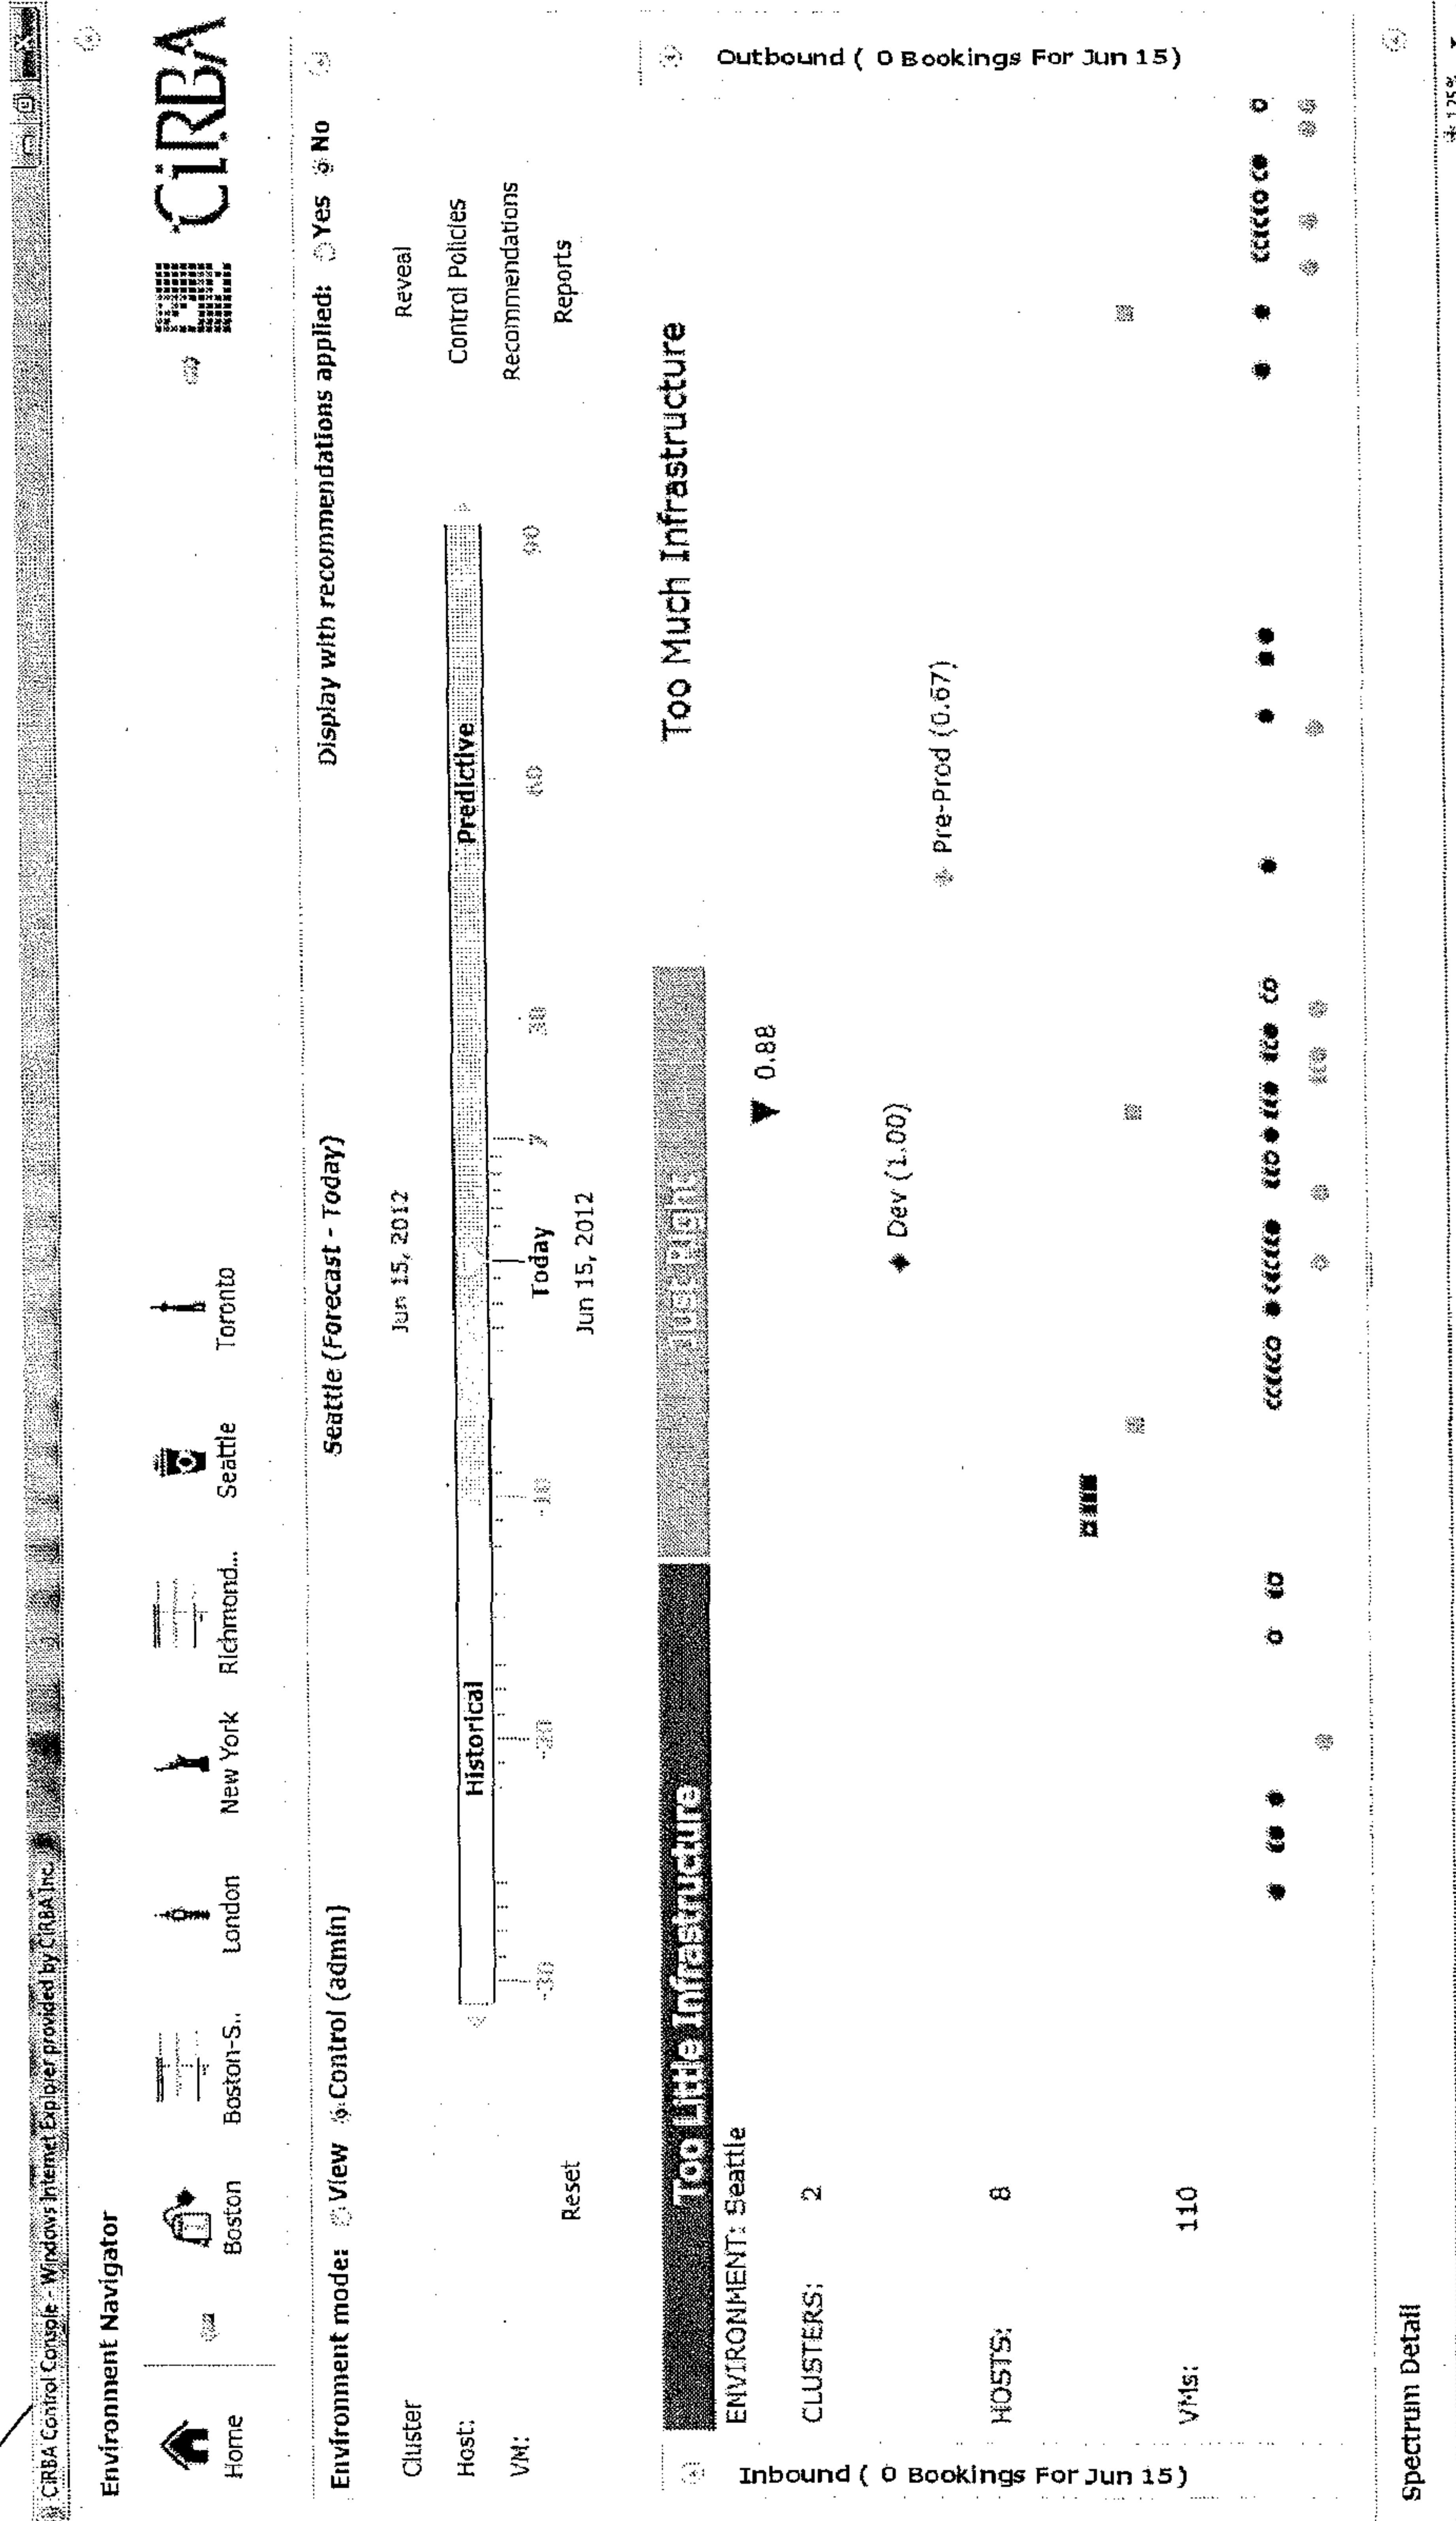 CiRBA Control Console - Windows Internet Explorer provided by CiRBA Inc.
Environment Navigator
Home
Boston
Boston-S..
London
New York
Richmond...
Seattle
Toronto
CiRBA
Environment mode: View Control (admin)
Seattle (Forecast - Today)
Display with recommendations applied: Yes No
Cluster
Host:
VM:
Reset
Jun 15, 2012
Historical
Predictive
-30
-20
-10
Today
7
30
60
90
Jun 15, 2012
Reveal
Control Policies
Recommendations
Reports
Too Little Infrastructure
Just Right
Too Much Infrastructure
Inbound ( 0 Bookings For Jun 15)
Outbound ( 0 Bookings For Jun 15)
ENVIRONMENT: Seattle
0.88
CLUSTERS: 2
Dev (1.00)
Pre-Prod (0.67)
HOSTS: 8
VMs: 110
Spectrum Detail
125%